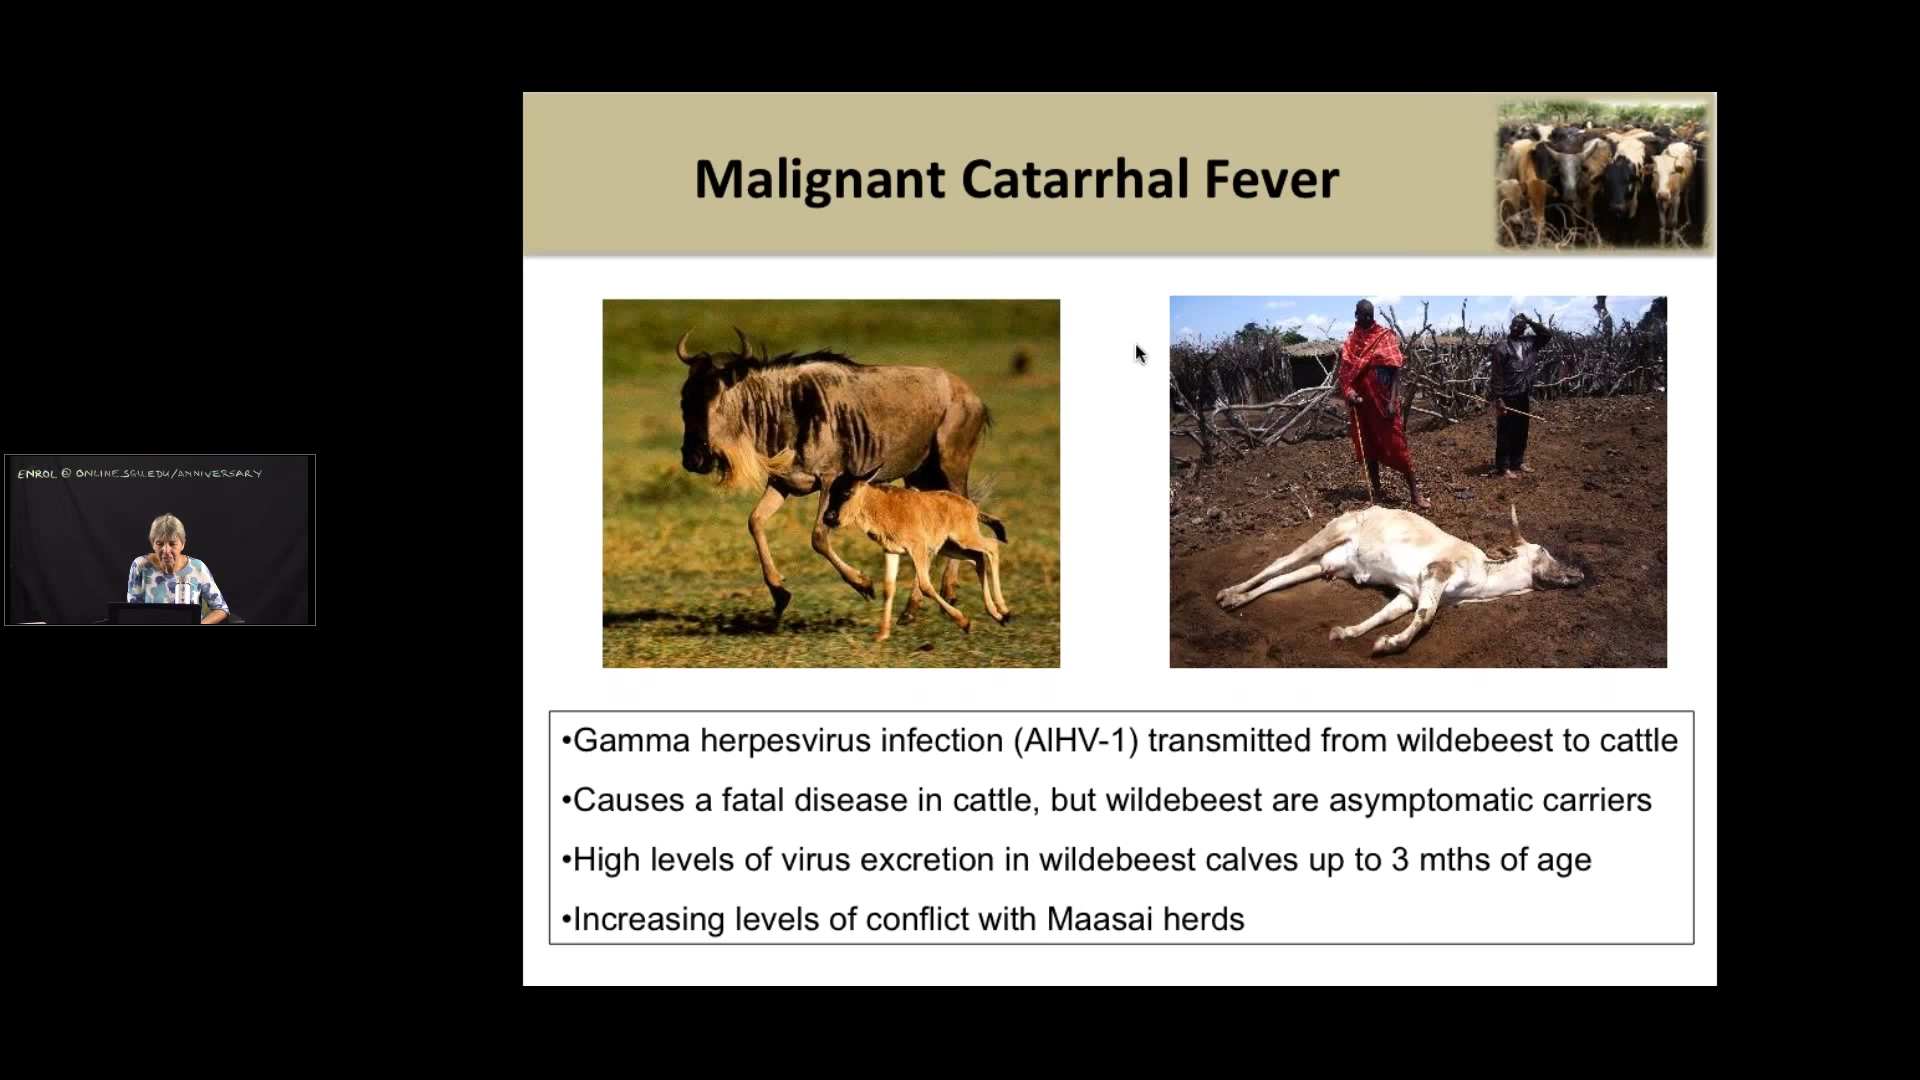 Malignant Catarrhal Fever
ENROL @ ONLINE.SGU.EDU/ANNIVERSARY
•Gamma herpesvirus infection (AlHV-1) transmitted from wildebeest to cattle
•Causes a fatal disease in cattle, but wildebeest are asymptomatic carriers
•High levels of virus excretion in wildebeest calves up to 3 mths of age
•Increasing levels of conflict with Maasai herds